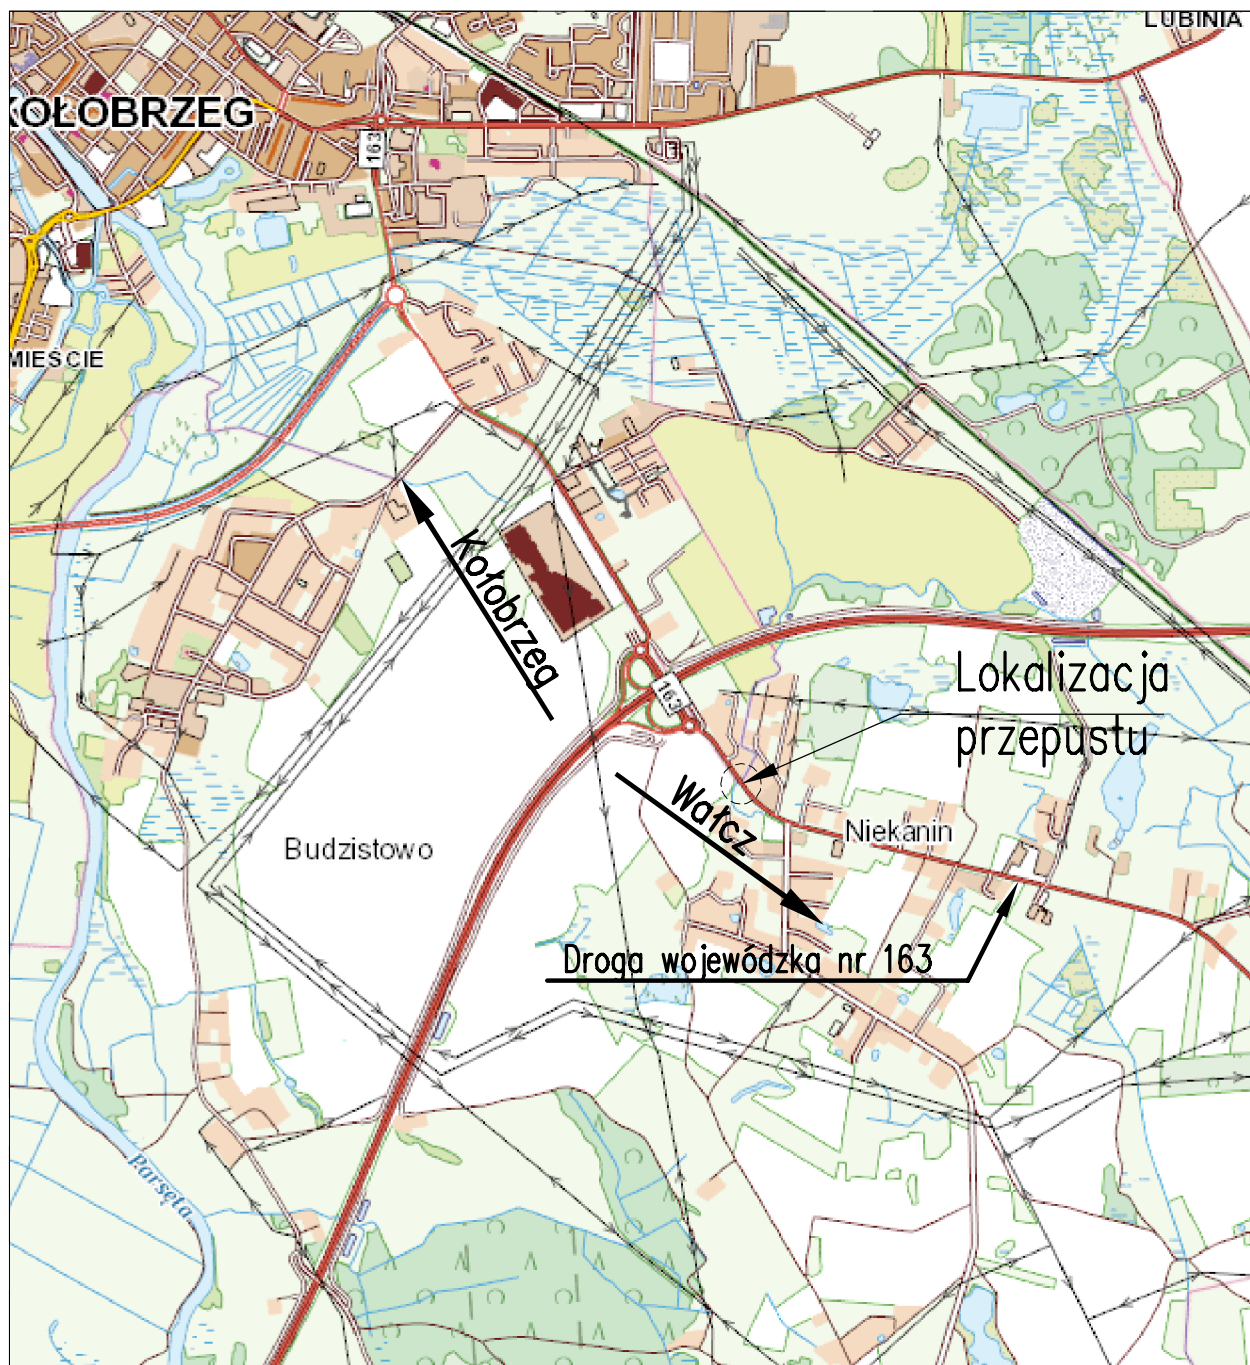 LUBINIA
KOŁOBRZEG
163
MIEŚCIE
Kołobrzeg
Lokalizacja
przepustu
163
Wałcz
Niekanin
Budzistowo
Droga wojewódzka nr 163
Parsęta